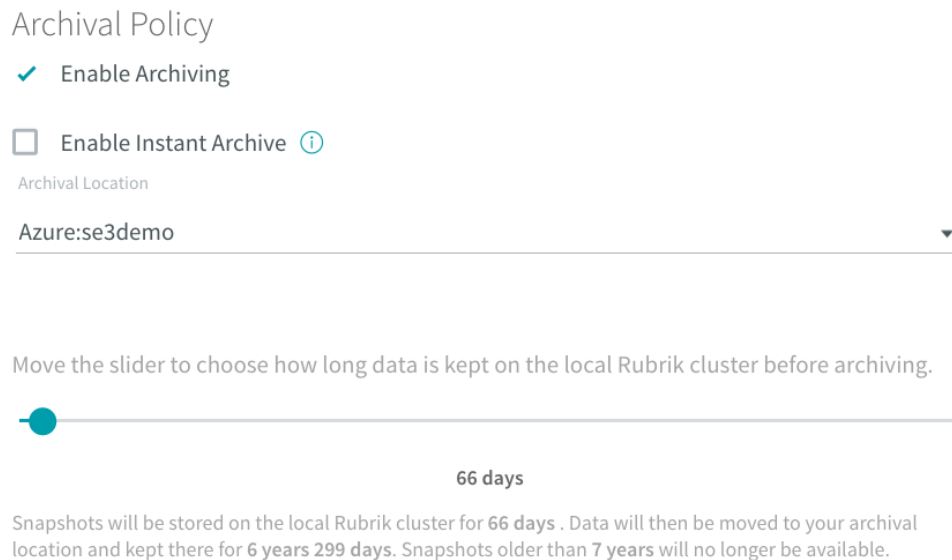 Archival Policy
Enable Archiving
Enable Instant Archive
Archival Location
Azure:se3demo
Move the slider to choose how long data is kept on the local Rubrik cluster before archiving.
66 days
Snapshots will be stored on the local Rubrik cluster for 66 days . Data will then be moved to your archival
location and kept there for 6 years 299 days. Snapshots older than 7 years will no longer be available.